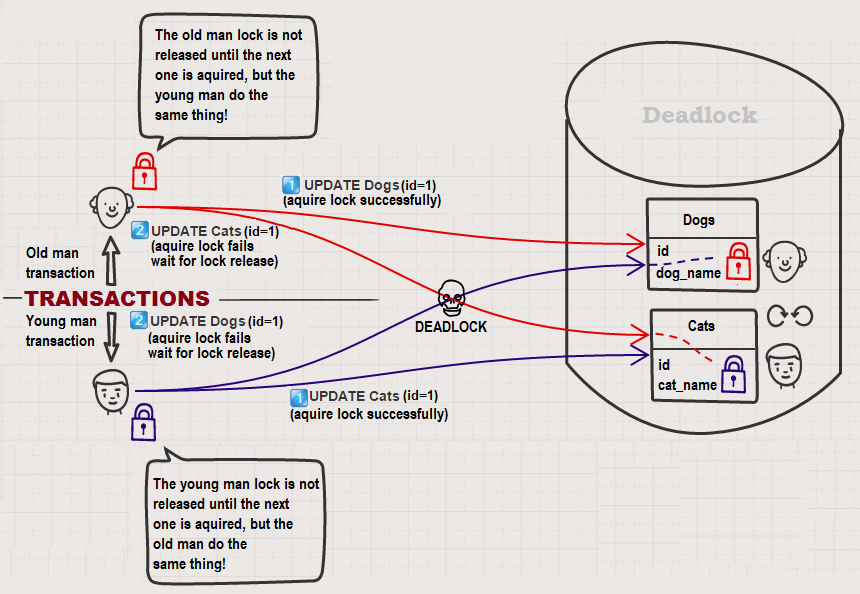 The old man lock is not
released until the next
one is aquired, but the
young man do the
same thing!
Deadlock
1 UPDATE Dogs (id=1)
(aquire lock successfully)
2 UPDATE Cats (id=1)
(aquire lock fails
wait for lock release)
Old man
transaction
TRANSACTIONS
Young man
transaction
2 UPDATE Dogs (id=1)
(aquire lock fails
wait for lock release)
DEADLOCK
1 UPDATE Cats (id=1)
(aquire lock successfully)
Dogs
id
dog_name
Cats
id
cat_name
The young man lock is not
released until the next
one is aquired, but the
old man do the
same thing!